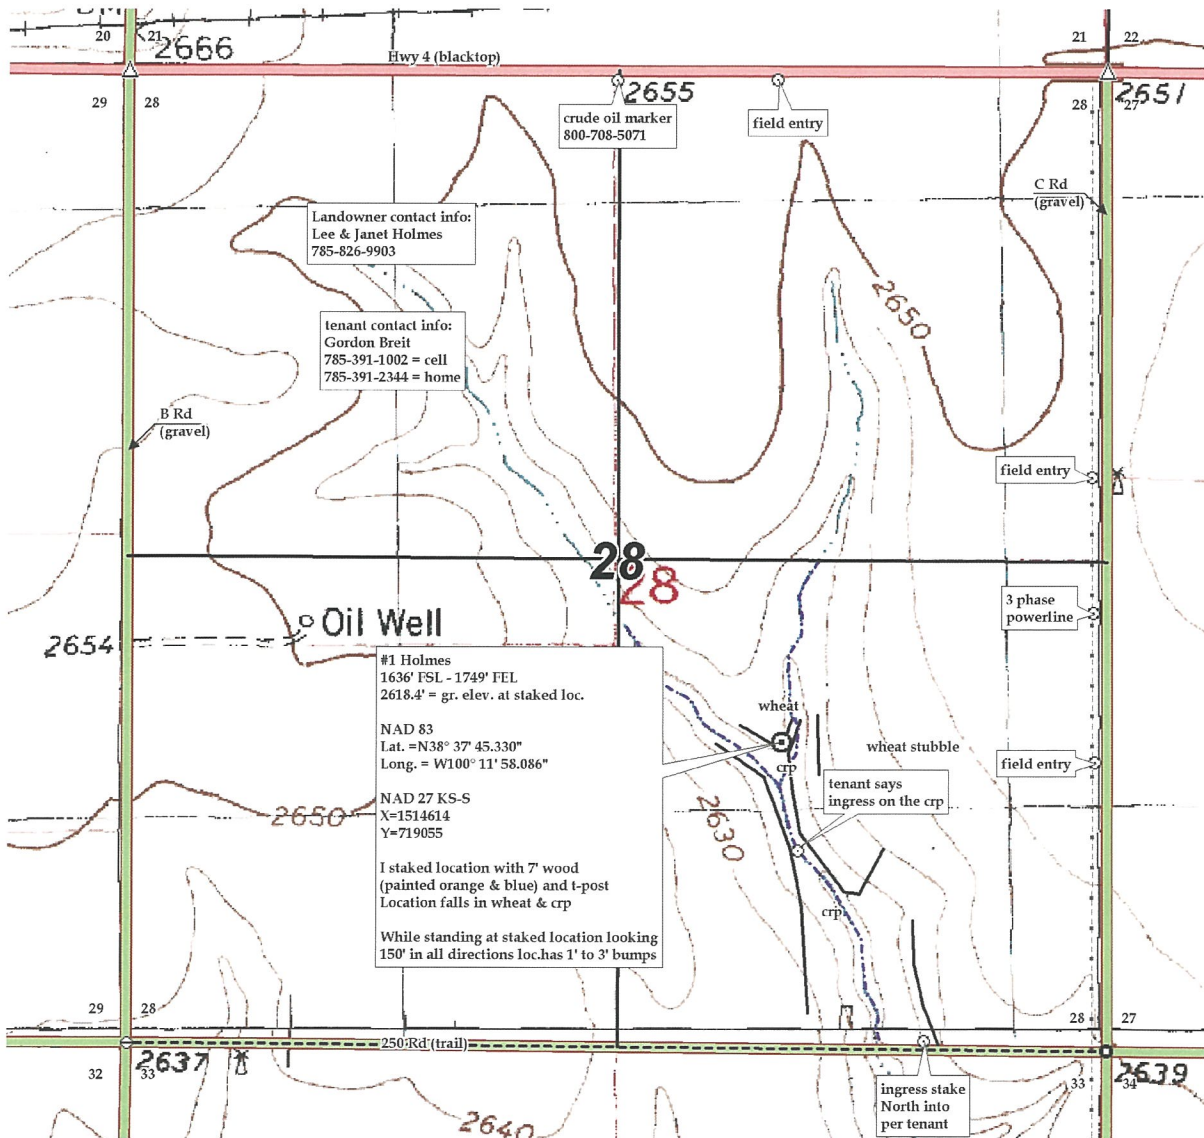 20
21
2666
Hwy 4 (blacktop)
21
22
29
28
2655
28
27
2651
crude oil marker
800-708-5071
field entry
C Rd
(gravel)
Landowner contact info:
Lee & Janet Holmes
785-826-9903
2650
tenant contact info:
Gordon Breit
785-391-1002 = cell
785-391-2344 = home
B Rd
(gravel)
field entry
28
28
3 phase
powerline
Oil Well
2654
#1 Holmes
1636' FSL - 1749' FEL
2618.4' = gr. elev. at staked loc.
NAD 83
Lat. =N38° 37' 45.330"
Long. = W100° 11' 58.086"
NAD 27 KS-S
X=1514614
Y=719055
I staked location with 7' wood
(painted orange & blue) and t-post
Location falls in wheat & crp
While standing at staked location looking
150' in all directions loc.has 1' to 3' bumps
wheat
wheat stubble
crp
field entry
tenant says
ingress on the crp
2650
2630
crp
29
28
28
27
250 Rd (trail)
2637
2639
32
33
33
34
ingress stake
North into
per tenant
2640